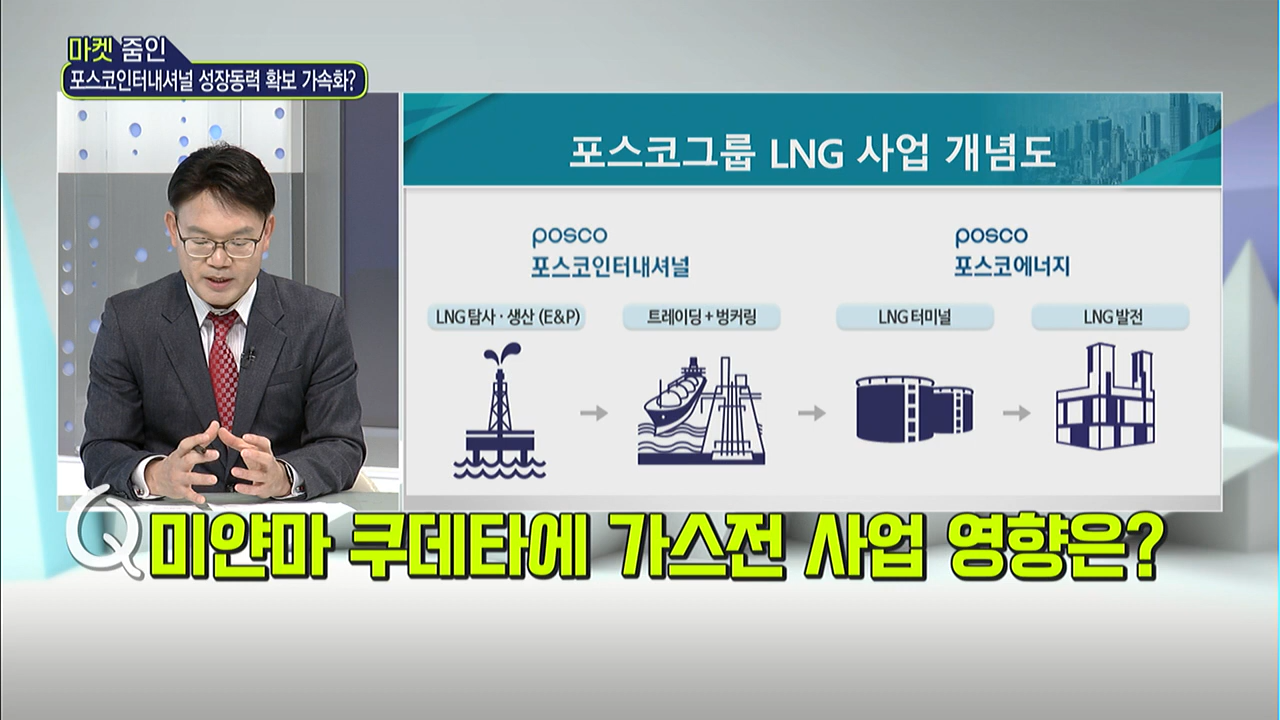 마켓 줌인
포스코인터내셔널 성장동력 확보 가속화?
포스코그룹 LNG 사업 개념도
posco
포스코인터내셔널
posco
포스코에너지
LNG 탐사 · 생산 (E&P)
트레이딩 + 벙커링
LNG 터미널
LNG 발전
Q 미얀마 쿠데타에 가스전 사업 영향은?